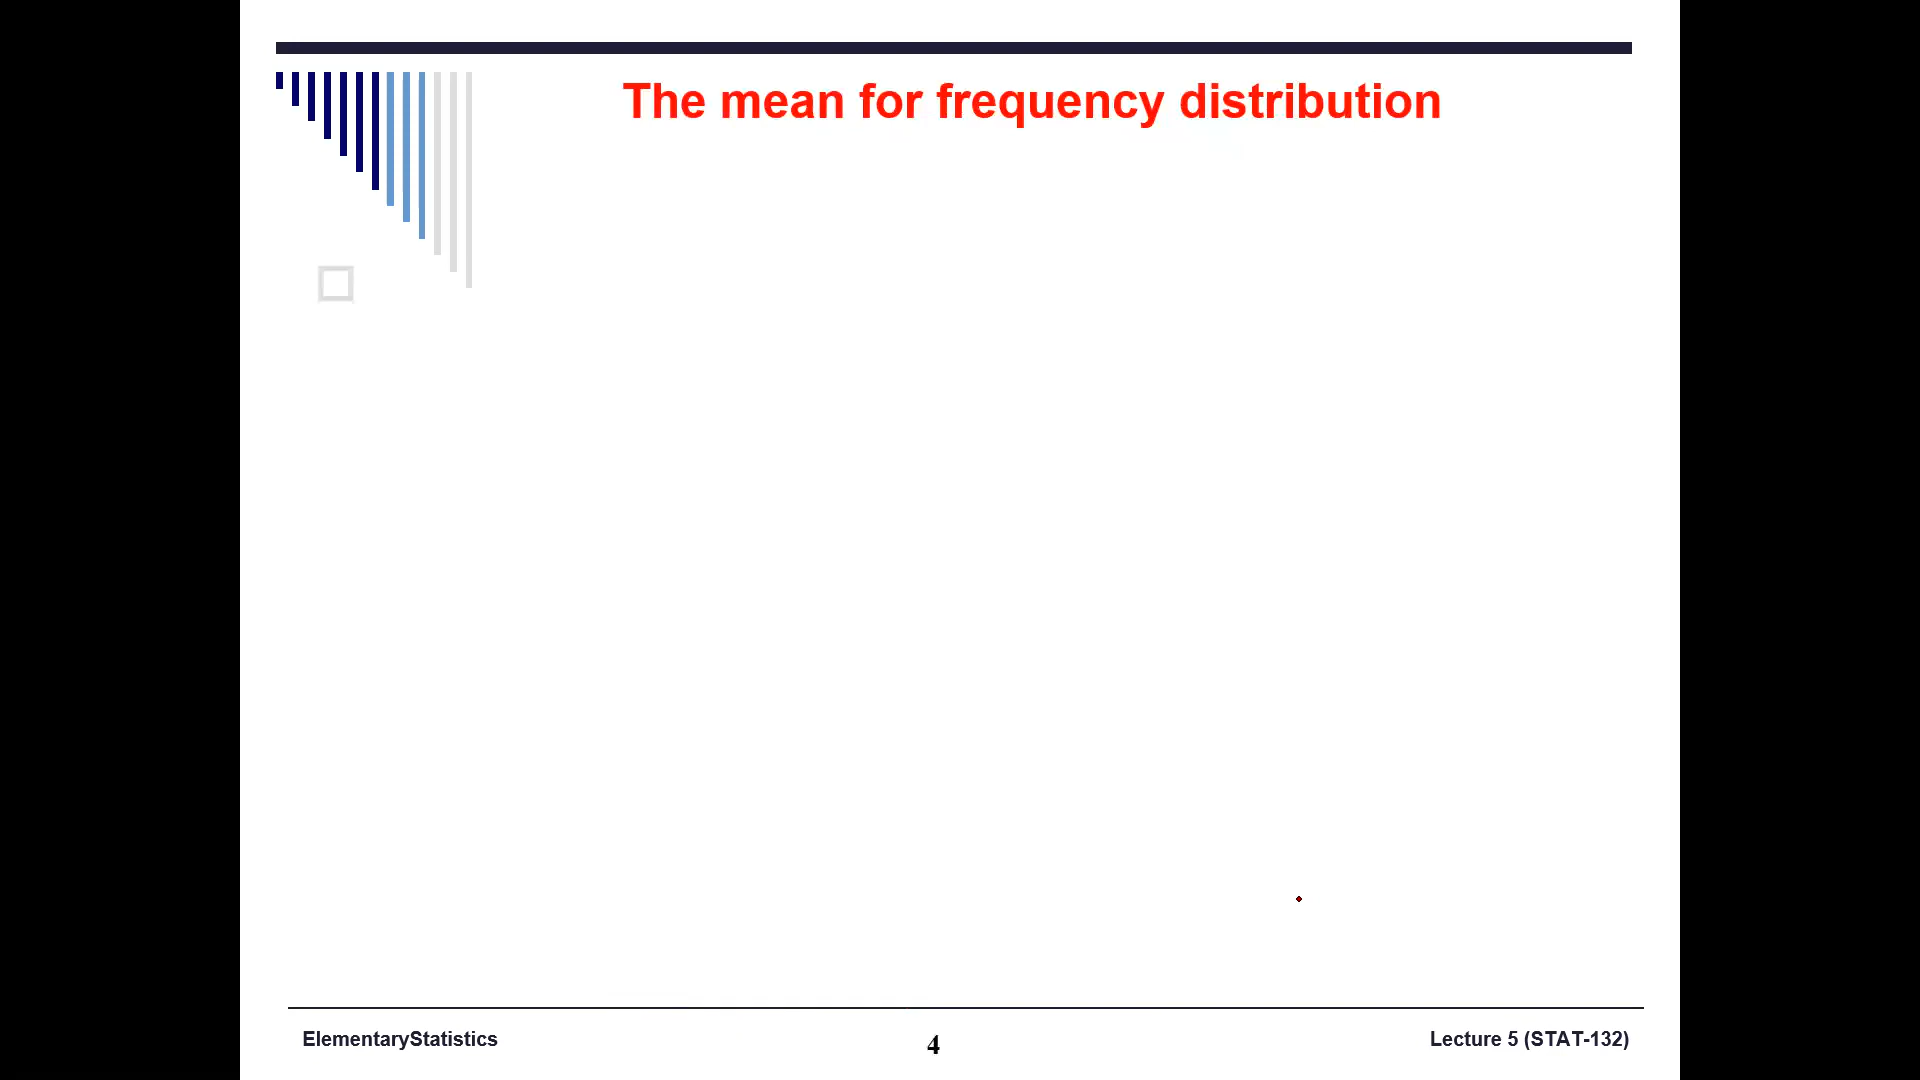 The mean for frequency distribution
ElementaryStatistics
4
Lecture 5 (STAT-132)